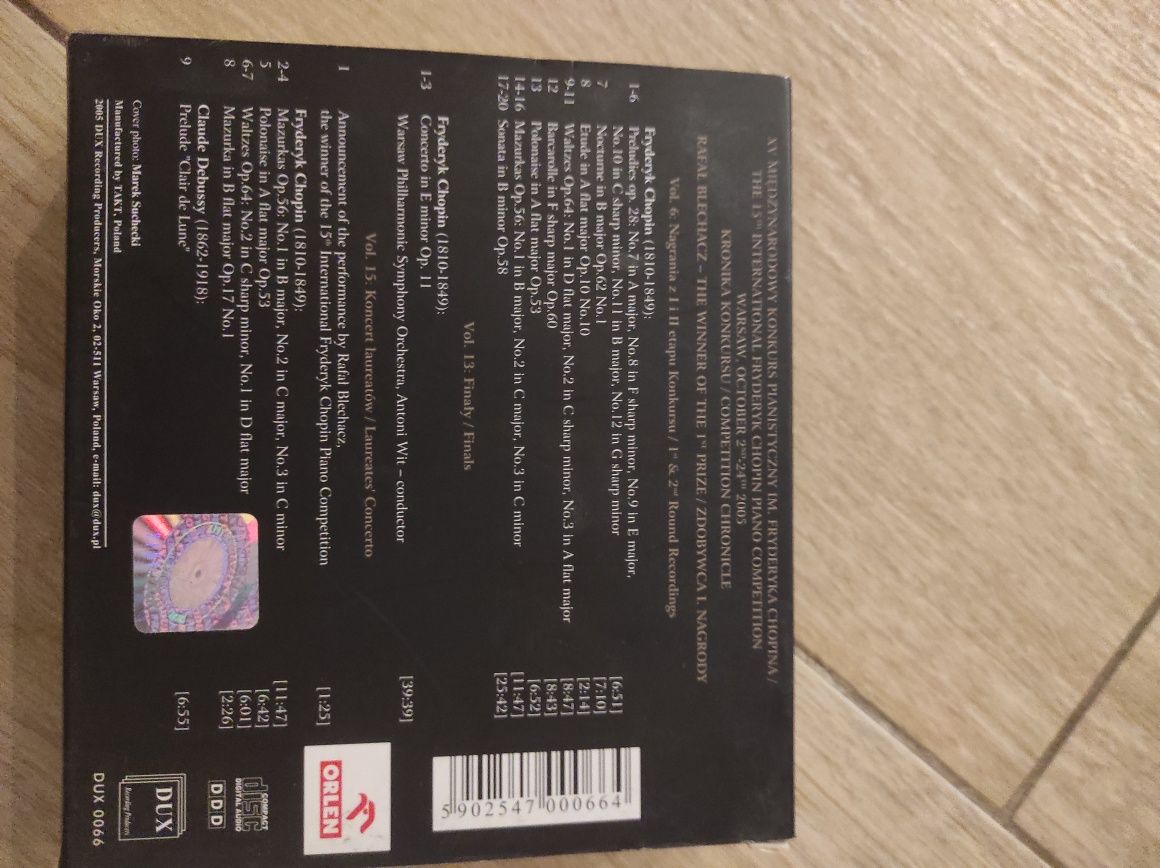 XV MIĘDZYNARODOWY KONKURS PIANISTYCZNY IM. FRYDERYKA CHOPINA /
THE 15TH INTERNATIONAL FRYDERYK CHOPIN PIANO COMPETITION
WARSAW, OCTOBER 2ND-24TH 2005
KRONIKA KONKURSU / COMPETITION CHRONICLE
RAFAŁ BLECHACZ – THE WINNER OF THE 1ST PRIZE / ZDOBYWCA I. NAGRODY
Vol. 6: Nagrania z I i II etapu Konkursu / 1st & 2nd Round Recordings
Fryderyk Chopin (1810-1849):
1-6 Preludies op. 28: No.7 in A major, No.8 in F sharp minor, No.9 in E major,
No.10 in C sharp minor, No.11 in B major, No.12 in G sharp minor [6:51]
7 Nocturne in B major Op.62 No.1 [7:10]
8 Etude in A flat major Op.10 No.10 [2:14]
9-11 Waltzes Op.64: No.1 in D flat major, No.2 in C sharp minor, No.3 in A flat major [8:47]
12 Barcarolle in F sharp major Op.60 [8:43]
13 Polonaise in A flat major Op.53 [6:52]
14-16 Mazurkas Op.56: No.1 in B major, No.2 in C major, No.3 in C minor [11:47]
17-20 Sonata in B minor Op.58 [25:42]
Vol. 13: Finały / Finals
Fryderyk Chopin (1810-1849):
1-3 Concerto in E minor Op. 11 [39:39]
Warsaw Philharmonic Symphony Orchestra, Antoni Wit – conductor
Vol. 15: Koncert laureatów / Laureates' Concerto
1 Announcement of the performance by Rafał Blechacz,
the winner of the 15th International Fryderyk Chopin Piano Competition [1:25]
Fryderyk Chopin (1810-1849):
2-4 Mazurkas Op.56: No.1 in B major, No.2 in C major, No.3 in C minor [11:47]
5 Polonaise in A flat major Op.53 [6:42]
6-7 Waltzes Op.64: No.2 in C sharp minor, No.1 in D flat major [6:01]
8 Mazurka in B flat major Op.17 No.1 [2:26]
Claude Debussy (1862-1918):
9 Prelude "Clair de Lune" [6:55]
Cover photo: Marek Suchecki
Manufactured by TAKT, Poland
2005 DUX Recording Producers, Morskie Oko 2, 02-511 Warsaw, Poland, e-mail: dux@dux.pl
5 902547 000664
ORLEN
COMPACT
disc
DIGITAL AUDIO
DDD
DUX
Recording Producers
DUX 0066